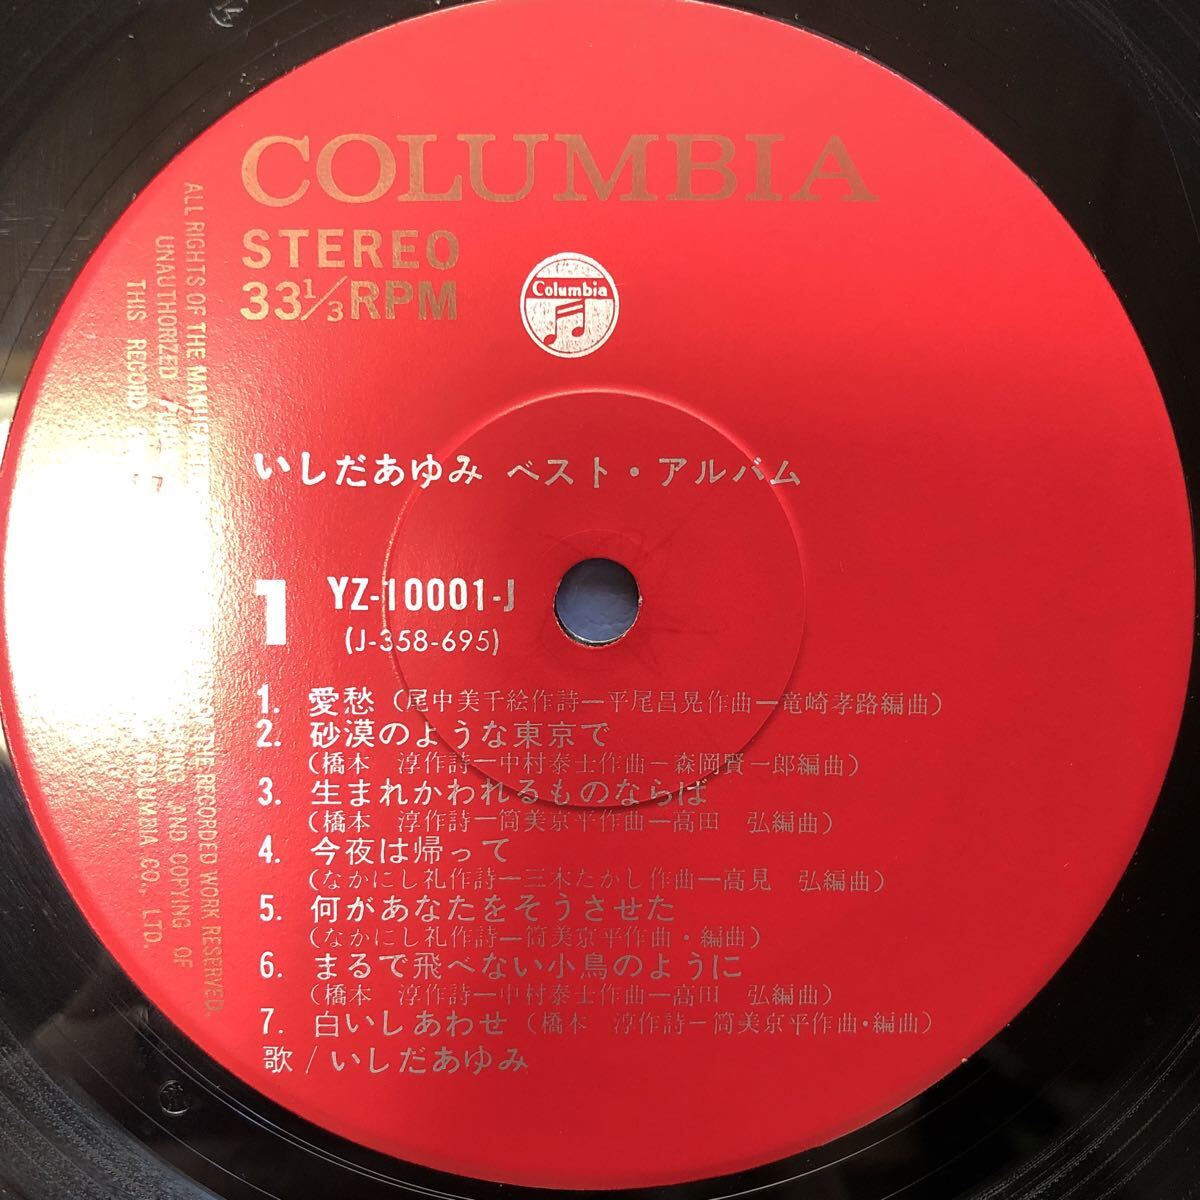 COLUMBIA
STEREO
33 1/3 RPM
Columbia
いしだあゆみ ベスト・アルバム
1
YZ-10001-J
(J-358-695)
1. 愛愁(尾中美千絵作詩ー平尾昌晃作曲ー竜崎孝路編曲)
2. 砂漠のような東京で
(橋本 淳作詩ー中村泰士作曲ー森岡賢一郎編曲)
3. 生まれかわれるものならば
(橋本 淳作詩ー筒美京平作曲ー高田 弘編曲)
4. 今夜は帰って
(なかにし礼作詩ー三木たかし作曲ー高見 弘編曲)
5. 何があなたをそうさせた
(なかにし礼作詩ー筒美京平作曲・編曲)
6. まるで飛べない小鳥のように
(橋本 淳作詩ー中村泰士作曲ー高田 弘編曲)
7. 白いしあわせ(橋本 淳作詩ー筒美京平作曲・編曲)
歌/いしだあゆみ
ALL RIGHTS OF THE THE RECORDED WORK RESERVED.
UNAUTHORIZED AND COPYING OF
THIS RECORD COLUMBIA CO., LTD.